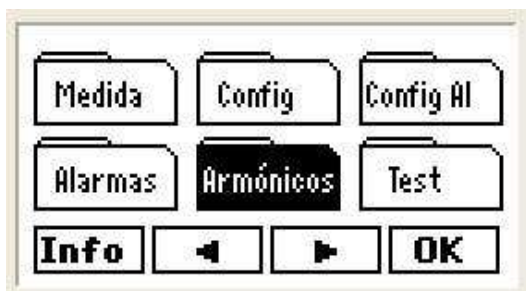 Medida Config Config Al
Alarmas Armónicos Test
Info ◄ ► OK